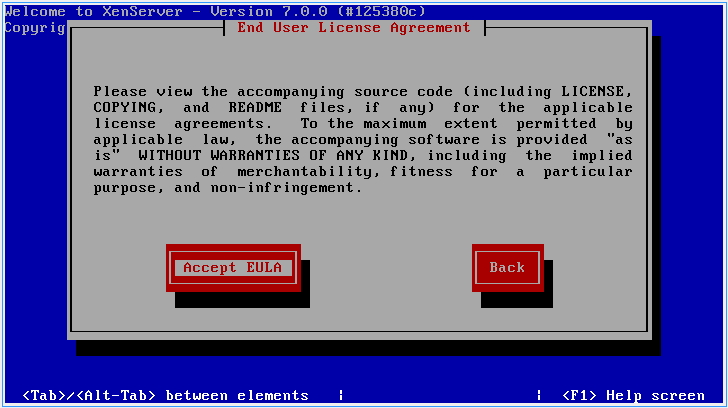 Welcome to XenServer - Version 7.0.0 (#125380c)
Copyrig
End User License Agreement
Please view the accompanying source code (including LICENSE,
COPYING, and README files, if any) for the applicable
license agreements. To the maximum extent permitted by
applicable law, the accompanying software is provided "as
is" WITHOUT WARRANTIES OF ANY KIND, including the implied
warranties of merchantability, fitness for a particular
purpose, and non-infringement.
Accept EULA Back
<Tab>/<Alt-Tab> between elements | | <F1> Help screen